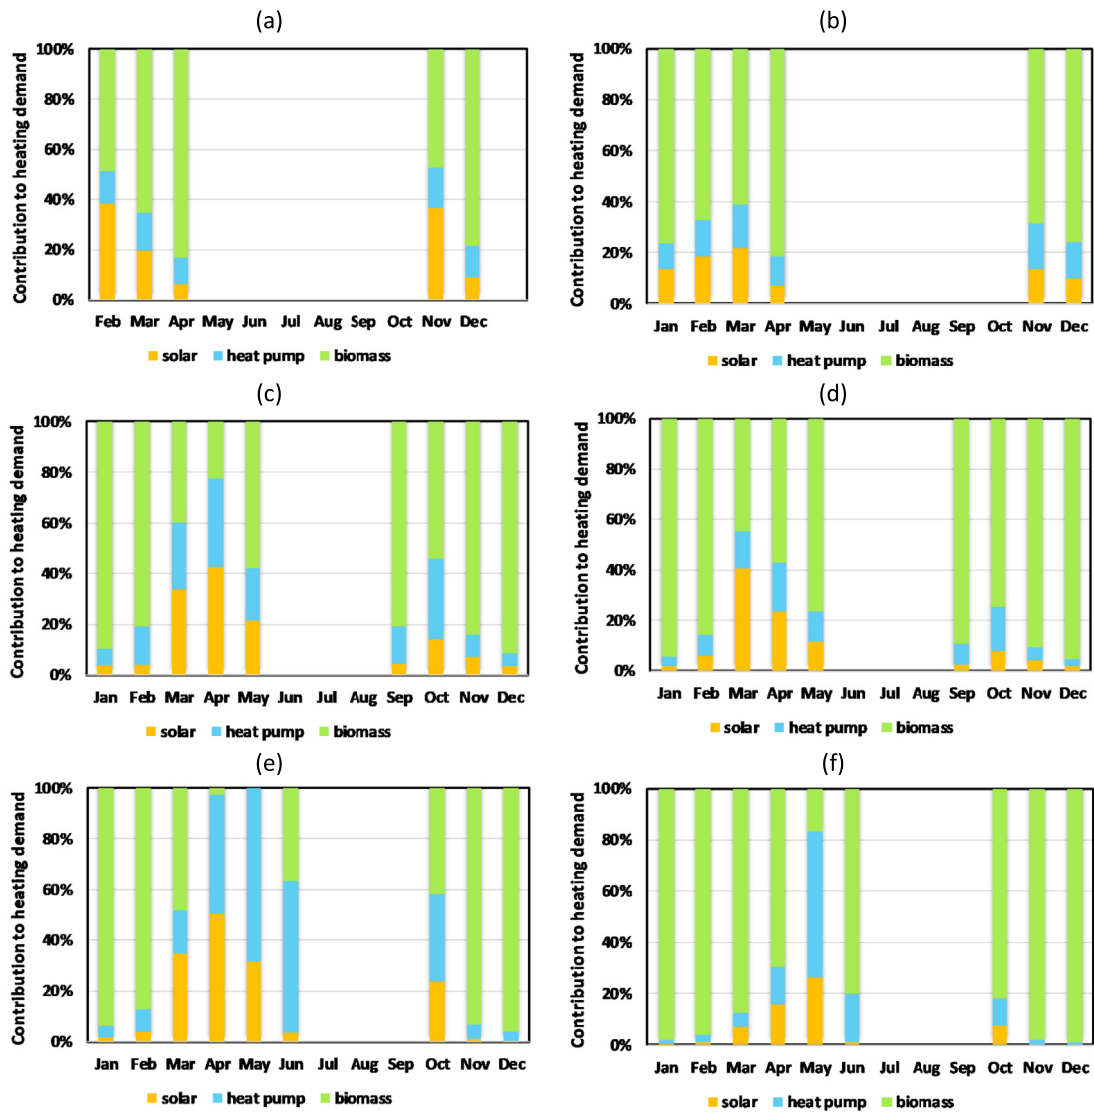 (a)
Contribution to heating demand
100%
80%
60%
40%
20%
0%
Feb Mar Apr May Jun Jul Aug Sep Oct Nov Dec
solar heat pump biomass
(b)
Contribution to heating demand
100%
80%
60%
40%
20%
0%
Jan Feb Mar Apr May Jun Jul Aug Sep Oct Nov Dec
solar heat pump biomass
(c)
Contribution to heating demand
100%
80%
60%
40%
20%
0%
Jan Feb Mar Apr May Jun Jul Aug Sep Oct Nov Dec
solar heat pump biomass
(d)
Contribution to heating demand
100%
80%
60%
40%
20%
0%
Jan Feb Mar Apr May Jun Jul Aug Sep Oct Nov Dec
solar heat pump biomass
(e)
Contribution to heating demand
100%
80%
60%
40%
20%
0%
Jan Feb Mar Apr May Jun Jul Aug Sep Oct Nov Dec
solar heat pump biomass
(f)
Contribution to heating demand
100%
80%
60%
40%
20%
0%
Jan Feb Mar Apr May Jun Jul Aug Sep Oct Nov Dec
solar heat pump biomass